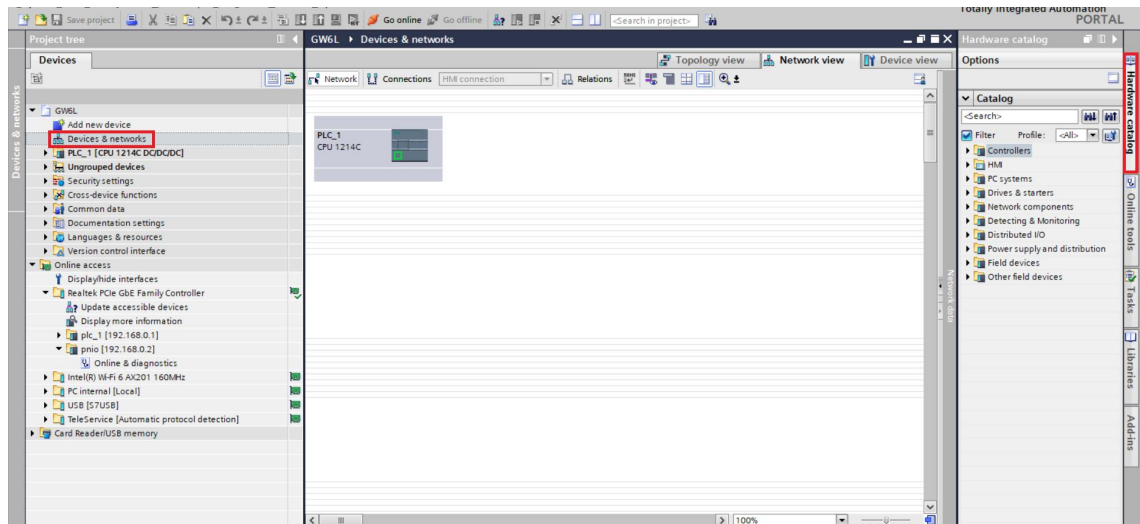 Totally Integrated Automation
PORTAL
Save project
Go online
Go offline
<Search in project>
Project tree
GW6L
Devices & networks
Hardware catalog
Devices
Topology view
Network view
Device view
Options
Network
Connections
HMI connection
Relations
Catalog
<Search>
Filter
Profile:
<All>
GW6L
Add new device
Devices & networks
PLC_1 [CPU 1214C DC/DC/DC]
Ungrouped devices
Security settings
Cross-device functions
Common data
Documentation settings
Languages & resources
Version control interface
Online access
Display/hide interfaces
Realtek PCIe GbE Family Controller
Update accessible devices
Display more information
plc_1 [192.168.0.1]
pnio [192.168.0.2]
Online & diagnostics
Intel(R) Wi-Fi 6 AX201 160MHz
PC internal [Local]
USB [S7USB]
TeleService [Automatic protocol detection]
Card Reader/USB memory
PLC_1
CPU 1214C
Controllers
HMI
PC systems
Drives & starters
Network components
Detecting & Monitoring
Distributed I/O
Power supply and distribution
Field devices
Other field devices
Devices & networks
Network data
Hardware catalog
Online tools
Tasks
Libraries
Add-ins
100%